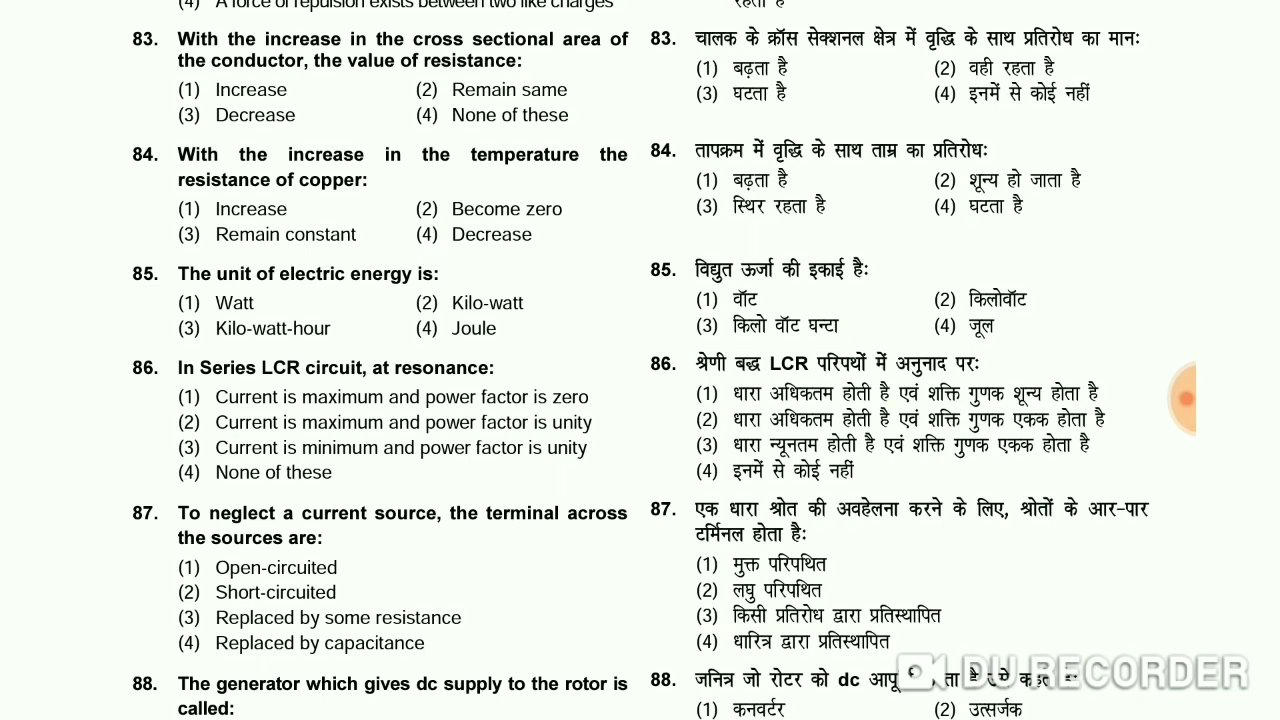 (4) A force of repulsion exists between two like charges
83. With the increase in the cross sectional area of
the conductor, the value of resistance:
(1) Increase (2) Remain same
(3) Decrease (4) None of these
84. With the increase in the temperature the
resistance of copper:
(1) Increase (2) Become zero
(3) Remain constant (4) Decrease
85. The unit of electric energy is:
(1) Watt (2) Kilo-watt
(3) Kilo-watt-hour (4) Joule
86. In Series LCR circuit, at resonance:
(1) Current is maximum and power factor is zero
(2) Current is maximum and power factor is unity
(3) Current is minimum and power factor is unity
(4) None of these
87. To neglect a current source, the terminal across
the sources are:
(1) Open-circuited
(2) Short-circuited
(3) Replaced by some resistance
(4) Replaced by capacitance
88. The generator which gives dc supply to the rotor is
called:
रहता है
83. चालक के क्रॉस सेक्शनल क्षेत्र में वृद्धि के साथ प्रतिरोध का मानः
(1) बढ़ता है (2) वही रहता है
(3) घटता है (4) इनमें से कोई नहीं
84. तापक्रम में वृद्धि के साथ ताम्र का प्रतिरोधः
(1) बढ़ता है (2) शून्य हो जाता है
(3) स्थिर रहता है (4) घटता है
85. विद्युत ऊर्जा की इकाई हैः
(1) वॉट (2) किलोवॉट
(3) किलो वॉट घन्टा (4) जूल
86. श्रेणी बद्ध LCR परिपथों में अनुनाद परः
(1) धारा अधिकतम होती है एवं शक्ति गुणक शून्य होता है
(2) धारा अधिकतम होती है एवं शक्ति गुणक एकक होता है
(3) धारा न्यूनतम होती है एवं शक्ति गुणक एकक होता है
(4) इनमें से कोई नहीं
87. एक धारा श्रोत की अवहेलना करने के लिए, श्रोतों के आर-पार
टर्मिनल होता हैः
(1) मुक्त परिपथित
(2) लघु परिपथित
(3) किसी प्रतिरोध द्वारा प्रतिस्थापित
(4) धारित्र द्वारा प्रतिस्थापित
88. जनित्र जो रोटर को dc
(1) कनवर्टर (2) उत्सर्जक
DU RECORDER